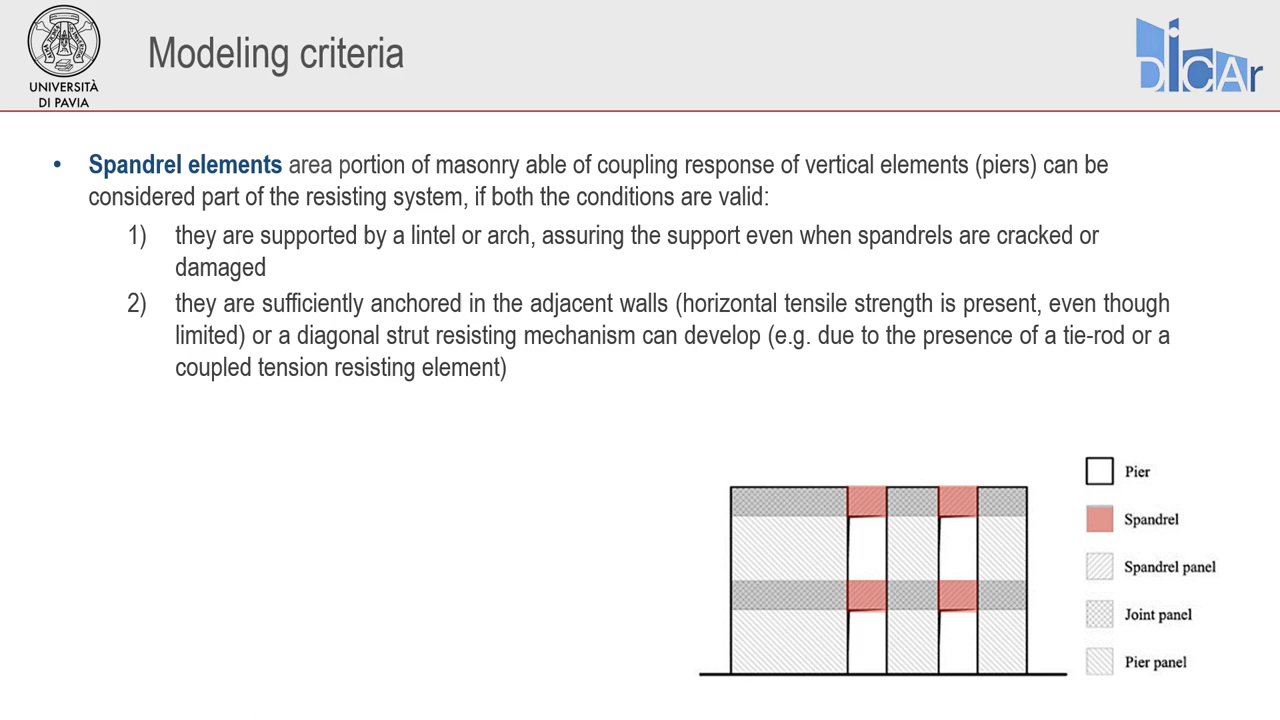 UNIVERSITÀ
DI PAVIA
Modeling criteria
DiCAr
• Spandrel elements area portion of masonry able of coupling response of vertical elements (piers) can be
considered part of the resisting system, if both the conditions are valid:
1) they are supported by a lintel or arch, assuring the support even when spandrels are cracked or
damaged
2) they are sufficiently anchored in the adjacent walls (horizontal tensile strength is present, even though
limited) or a diagonal strut resisting mechanism can develop (e.g. due to the presence of a tie-rod or a
coupled tension resisting element)
Pier
Spandrel
Spandrel panel
Joint panel
Pier panel